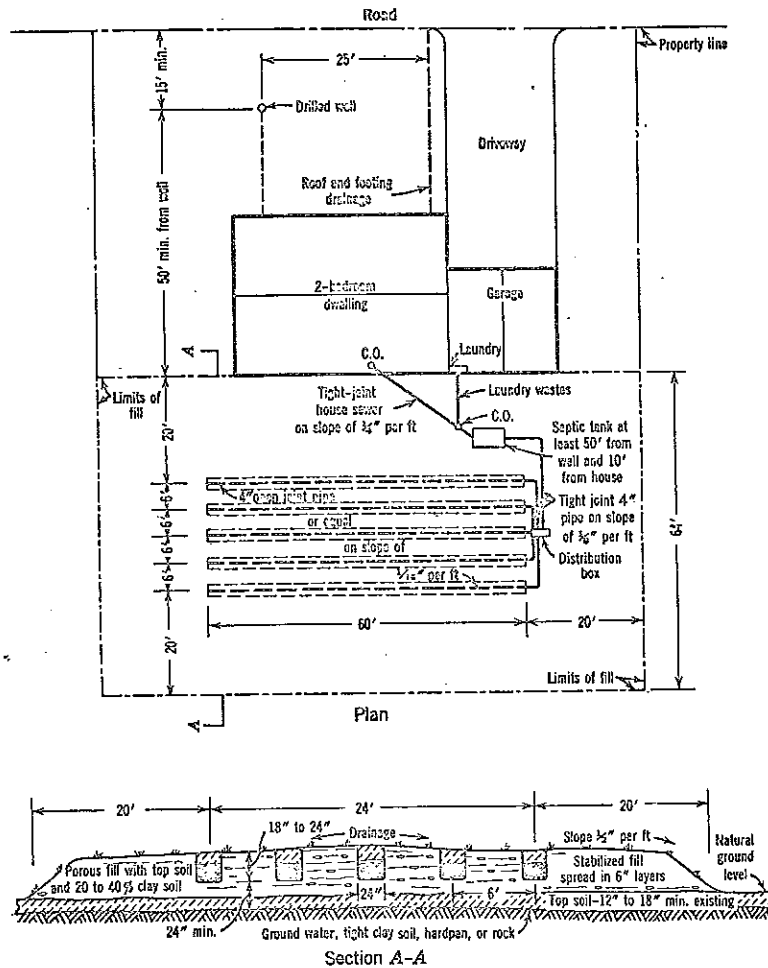 Road
15' min.
25'
Property line
Drilled well
Driveway
50' min. from well
Roof end footing
drainage
2-bedroom
dwelling
Garage
A
C.O.
Laundry
Limits of
fill
Tight-joint
house sewer
on slope of ¼" per ft
Laundry wastes
C.O.
Septic tank at
least 50' from
well and 10'
from house
20'
4" open joint pipe
or equal
on slope of
1/16" per ft
Tight joint 4"
pipe on slope
of ⅛" per ft
Distribution
box
6'
6'
6'
6'
64'
20'
60'
20'
Limits of fill
A
Plan
20'
24'
20'
18" to 24"
Drainage
Slope ½" per ft
Natural
ground
level
Porous fill with top soil
and 20 to 40% clay soil
Stabilized fill
spread in 6" layers
24"
6'
Top soil-12" to 18" min. existing
24" min.
Ground water, tight clay soil, hardpan, or rock
Section A-A